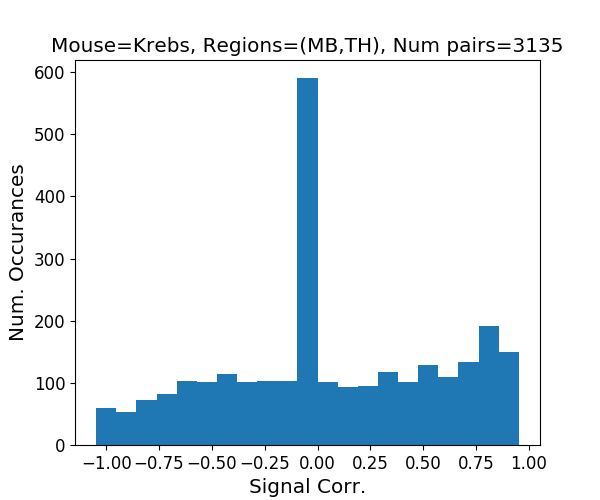 Mouse=Krebs, Regions=(MB,TH), Num pairs=3135
600
500
400
300
200
100
0
Num. Occurances
−1.00 −0.75 −0.50 −0.25 0.00 0.25 0.50 0.75 1.00
Signal Corr.